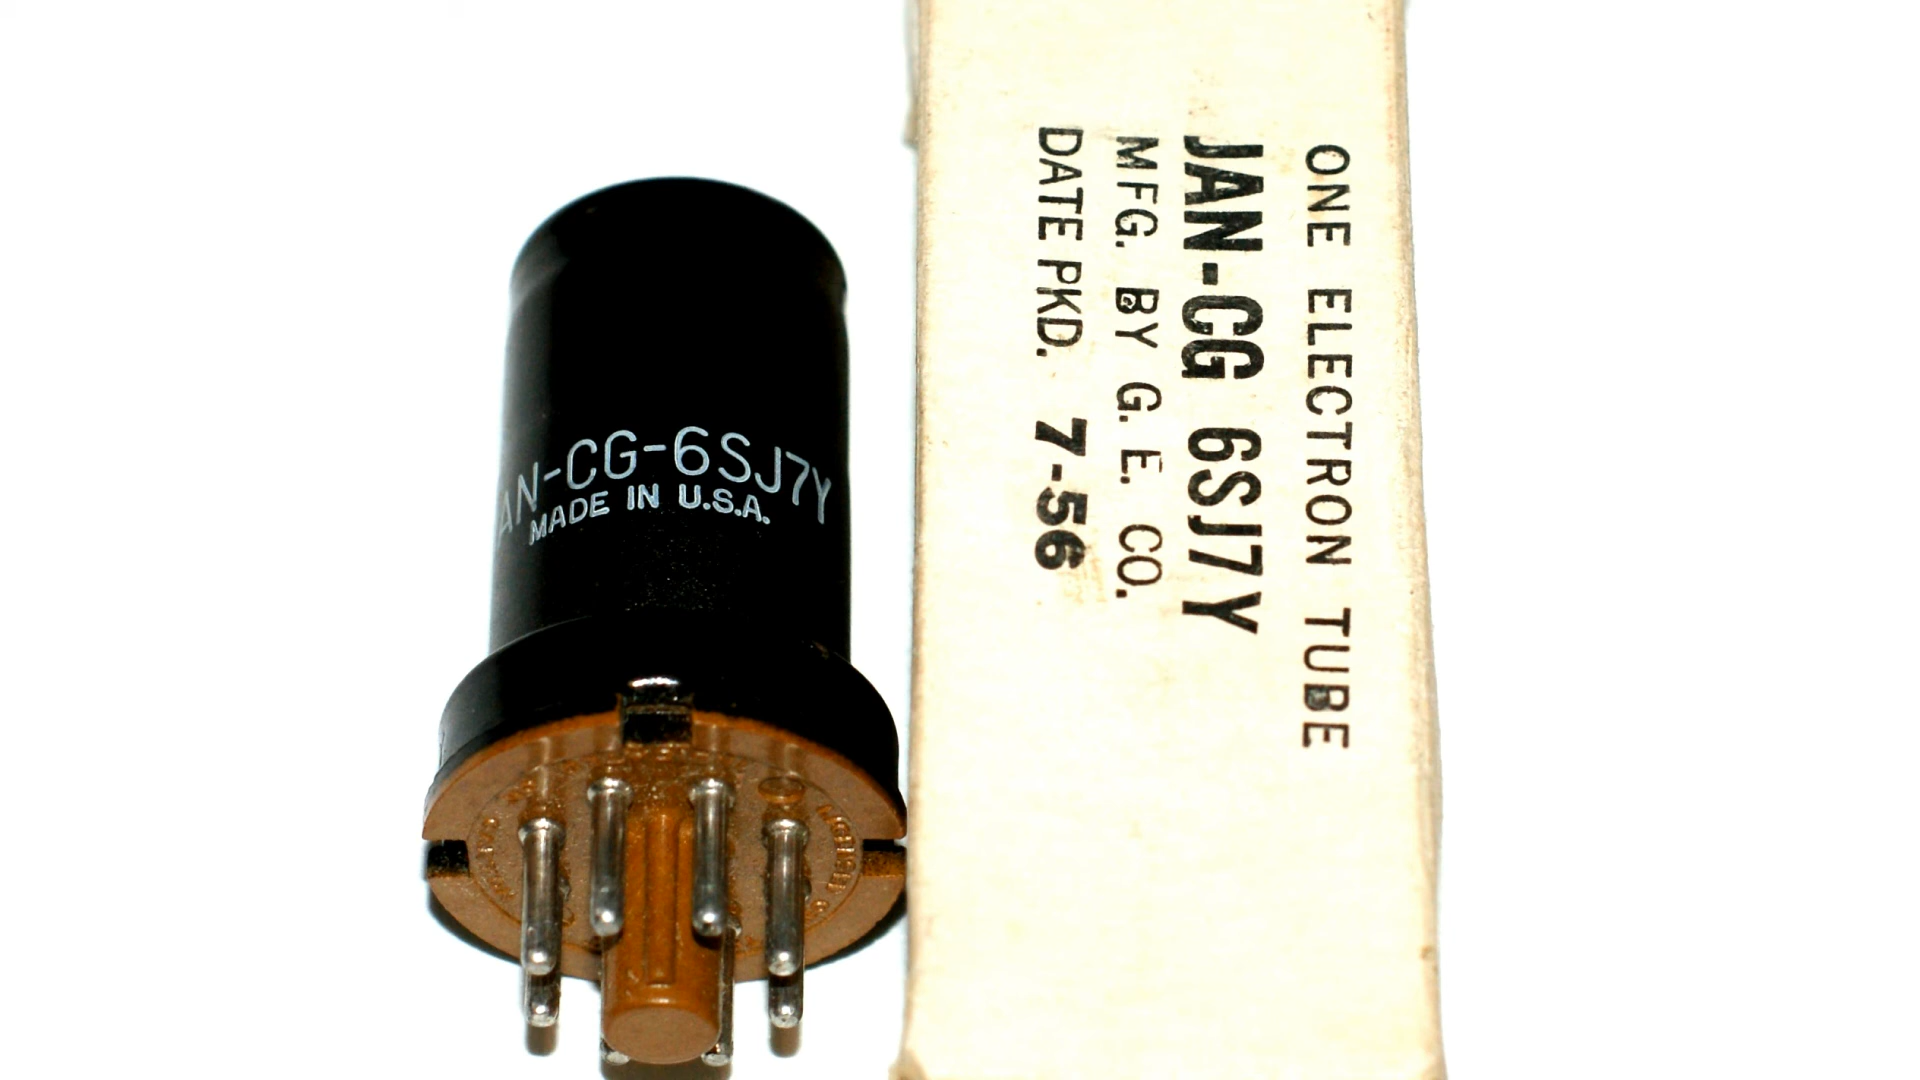 AN-CG-6SJ7Y
MADE IN U.S.A.
ONE ELECTRON TUBE
JAN-CG 6SJ7Y
MFG. BY G. E. CO.
DATE PKD. 7-56